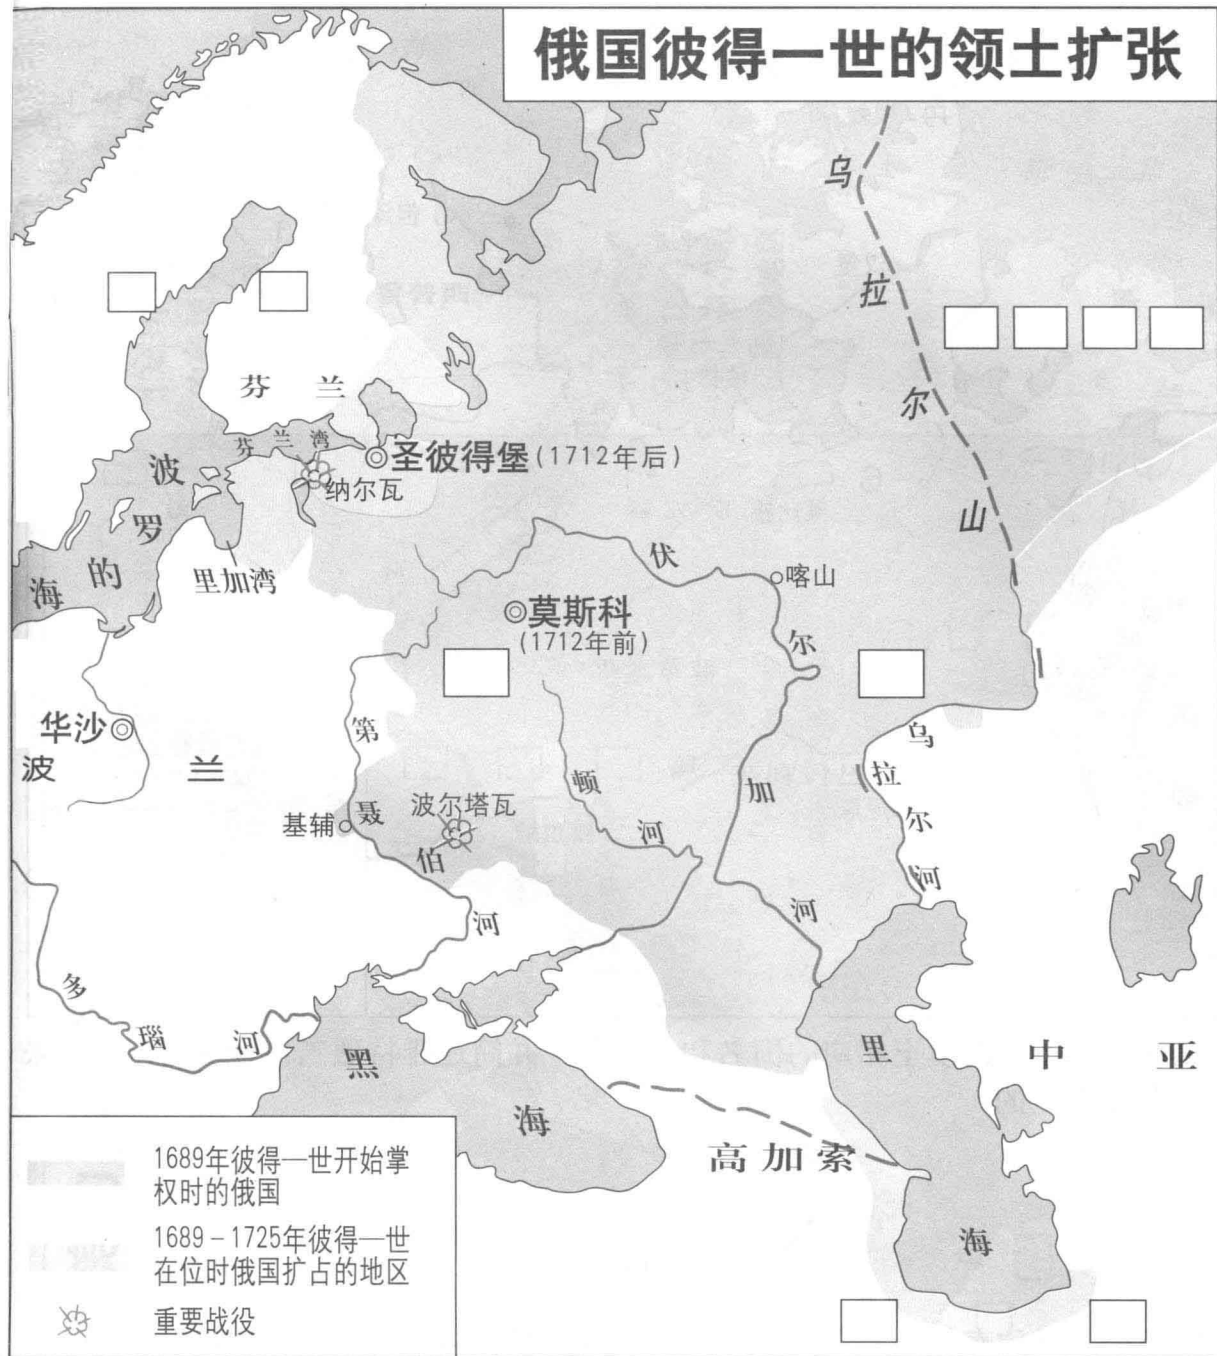 俄国彼得一世的领土扩张
乌拉尔山
芬兰
芬兰湾
圣彼得堡(1712年后)
纳尔瓦
波罗的海
里加湾
伏尔加河
喀山
莫斯科
(1712年前)
华沙
波兰
第聂伯河
基辅
波尔塔瓦
顿河
乌拉尔河
多瑙河
黑海
里海
中亚
高加索
1689年彼得一世开始掌
权时的俄国
1689-1725年彼得一世
在位时俄国扩占的地区
重要战役